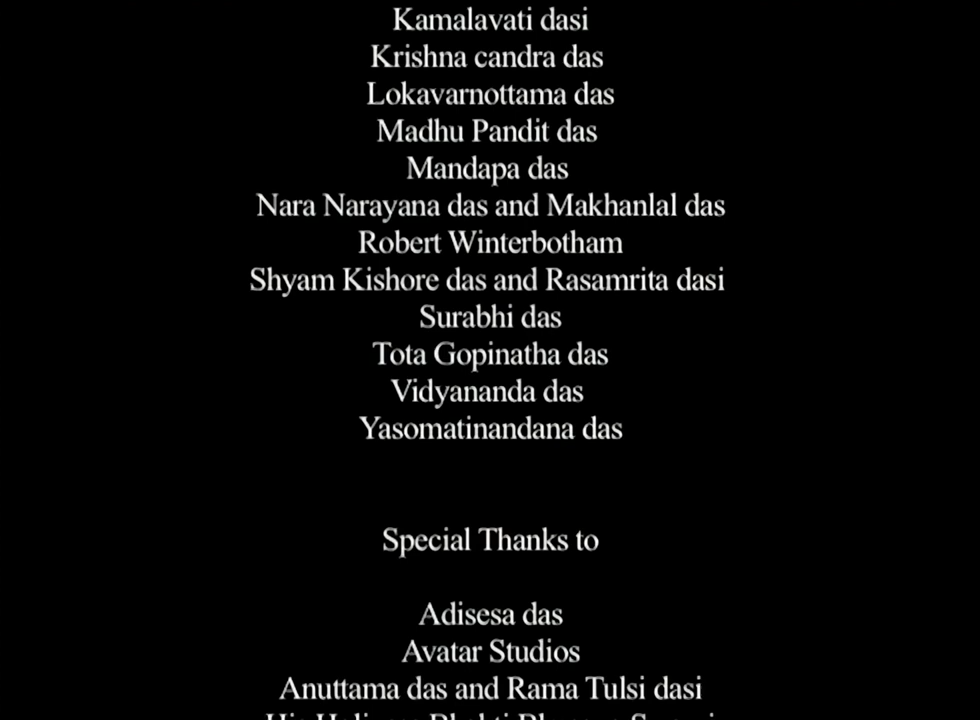 Kamalavati dasi
Krishna candra das
Lokavarnottama das
Madhu Pandit das
Mandapa das
Nara Narayana das and Makhanlal das
Robert Winterbotham
Shyam Kishore das and Rasamrita dasi
Surabhi das
Tota Gopinatha das
Vidyananda das
Yasomatinandana das
Special Thanks to
Adisesa das
Avatar Studios
Anuttama das and Rama Tulsi dasi